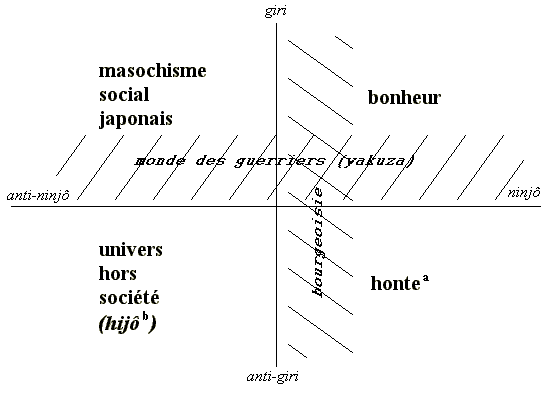 giri
masochisme
social
japonais
bonheur
monde des guerriers (yakuza)
anti-ninjô
ninjô
bourgeoisie
univers
hors
société
(hijô b)
honte a
anti-giri